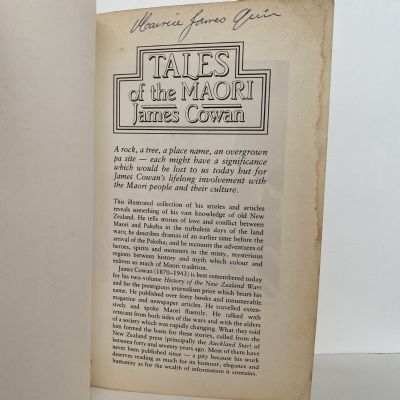 James
TALES
of the MAORI
James Cowan
A rock, a tree, a place name, an overgrown
pa site — each might have a significance
which would be lost to us today but for
James Cowan's lifelong involvement with
the Maori people and their culture.
This illustrated collection of his stories and articles
reveals something of his vast knowledge of old New
Zealand. He tells stories of love and conflict between
Maori and Pakeha in the turbulent days of the land
wars; he describes dramas of an earlier time before the
arrival of the Pakeha; and he recounts the adventures of
heroes, spirits and monsters in the misty, mysterious
regions between history and myth which colour and
enliven so much of Maori tradition.
James Cowan (1870–1943) is best remembered today
for his two-volume History of the New Zealand Wars
and for the prestigious journalism prize which bears his
name. He published over forty books and innumerable
magazine and newspaper articles. He travelled exten-
sively and spoke Maori fluently. He talked with
veterans from both sides of the wars and with the elders
of a society which was rapidly changing. What they told
him formed the basis for these stories, culled from the
New Zealand press (principally the Auckland Star) of
between forty and seventy years ago. Most of them have
never been published since — a pity because his work
deserves reading as much for its humour, elegance and
humanity as for the wealth of information it contains.